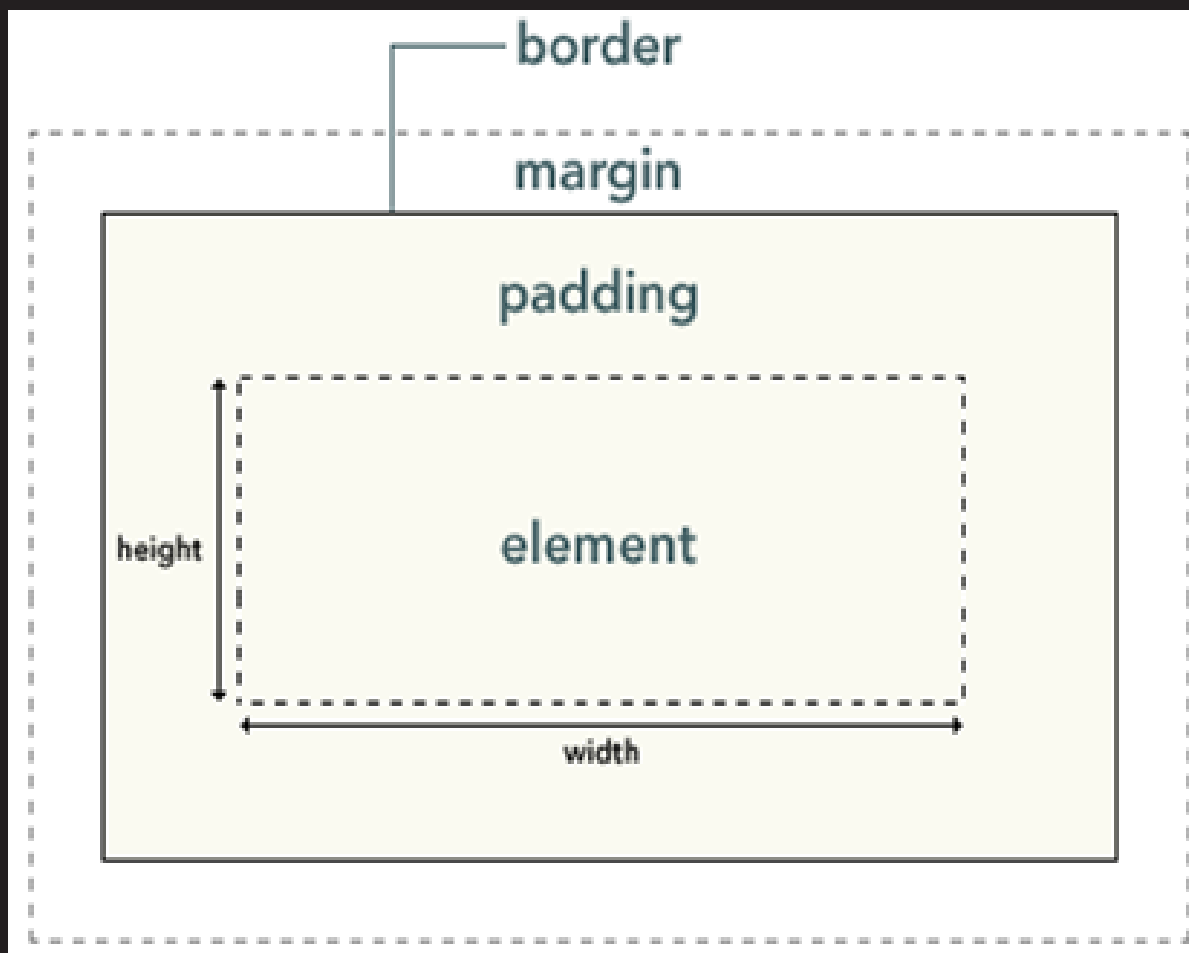 border
margin
padding
element
height
width